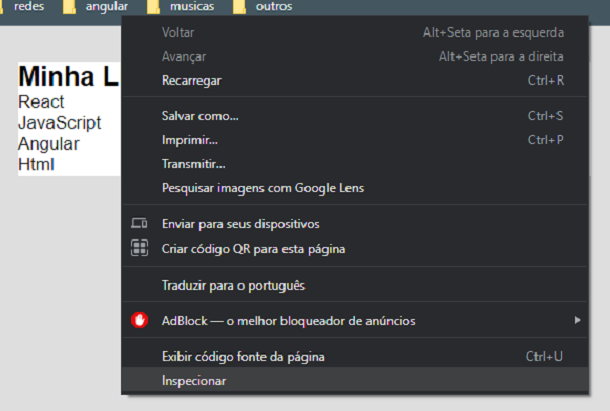 redes angular musicas outros
Voltar Alt+Seta para a esquerda
Avançar Alt+Seta para a direita
Recarregar Ctrl+R
Minha L
React
JavaScript
Angular
Html
Salvar como... Ctrl+S
Imprimir... Ctrl+P
Transmitir...
Pesquisar imagens com Google Lens
Enviar para seus dispositivos
Criar código QR para esta página
Traduzir para o português
AdBlock — o melhor bloqueador de anúncios
Exibir código fonte da página Ctrl+U
Inspecionar